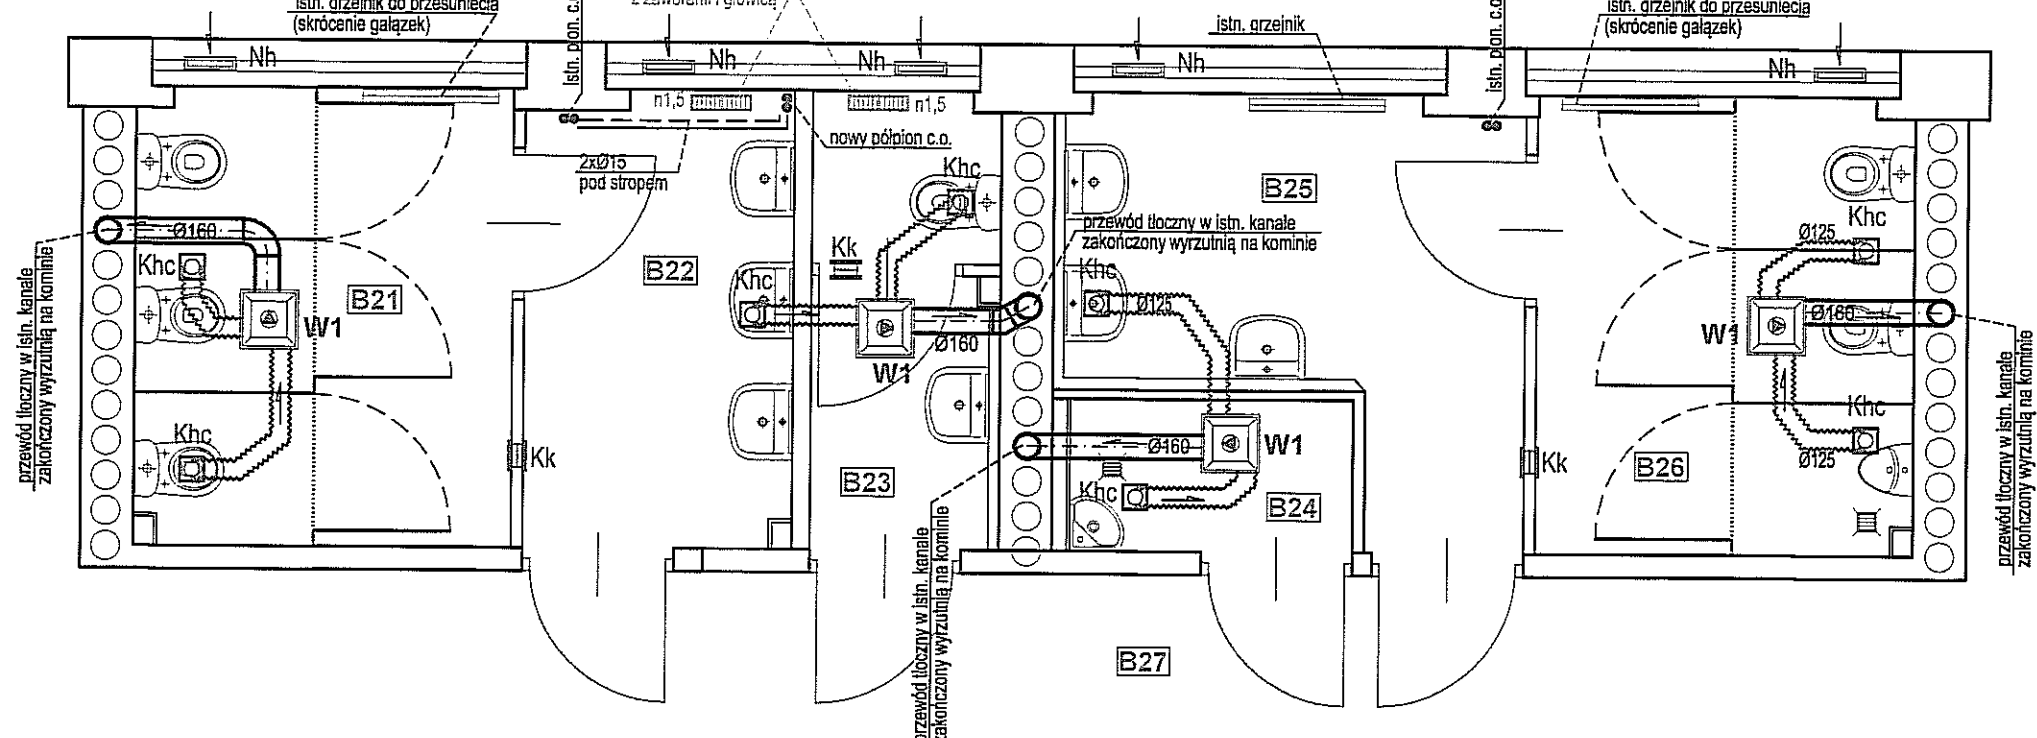 istn. grzejnik do przesunięcia
(skrócenie gałązek)
istn. pion. c.o.
z zaworami i głowicą
istn. grzejnik
istn. pion. c.o.
istn. grzejnik do przesunięcia
(skrócenie gałązek)
Nh
Nh
Nh
Nh
Nh
n1,5
n1,5
nowy półpion c.o.
2xØ15
pod stropem
Khc
B25
Khc
przewód tłoczny w istn. kanale
zakończony wyrzutnią na kominie
Ø160
Ø125
Kk
Khc
B21
B22
Khc
Khc
Ø125
Ø160
W1
W1
Ø160
W1
W1
przewód tłoczny w istn. kanale
zakończony wyrzutnią na kominie
przewód tłoczny w istn. kanale
zakończony wyrzutnią na kominie
Khc
Khc
Ø160
W1
Kk
Kk
B26
Ø125
B23
Khc
B24
przewód tłoczny w istn. kanale
zakończony wyrzutnią na kominie
B27